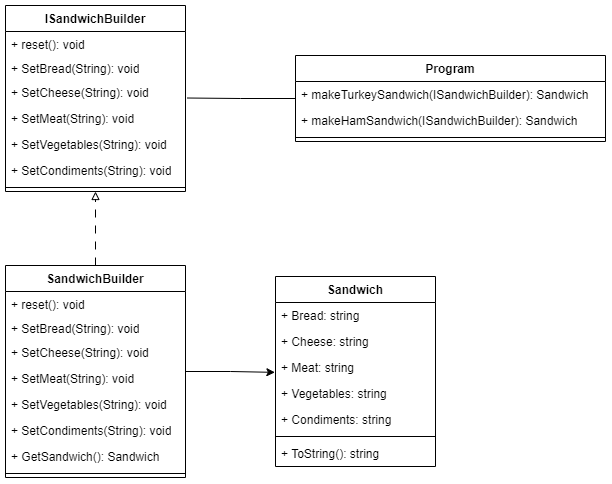 ISandwichBuilder
+ reset(): void
+ SetBread(String): void
+ SetCheese(String): void
+ SetMeat(String): void
+ SetVegetables(String): void
+ SetCondiments(String): void
Program
+ makeTurkeySandwich(ISandwichBuilder): Sandwich
+ makeHamSandwich(ISandwichBuilder): Sandwich
SandwichBuilder
+ reset(): void
+ SetBread(String): void
+ SetCheese(String): void
+ SetMeat(String): void
+ SetVegetables(String): void
+ SetCondiments(String): void
+ GetSandwich(): Sandwich
Sandwich
+ Bread: string
+ Cheese: string
+ Meat: string
+ Vegetables: string
+ Condiments: string
+ ToString(): string